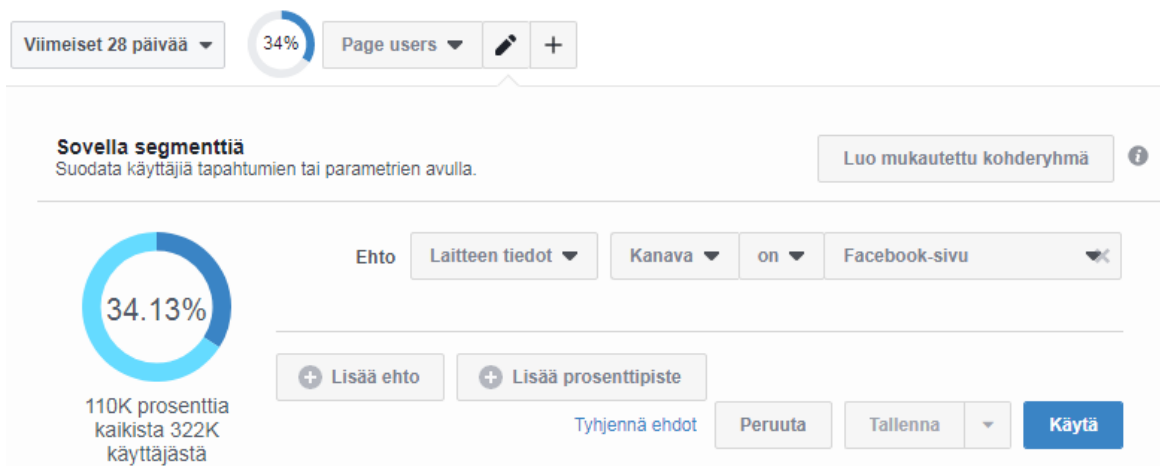 Viimeiset 28 päivää
34%
Page users
Sovella segmenttiä
Suodata käyttäjiä tapahtumien tai parametrien avulla.
Luo mukautettu kohderyhmä
Ehto
Laitteen tiedot
Kanava
on
Facebook-sivu
34.13%
110K prosenttia
kaikista 322K
käyttäjästä
Lisää ehto
Lisää prosenttipiste
Tyhjennä ehdot
Peruuta
Tallenna
Käytä